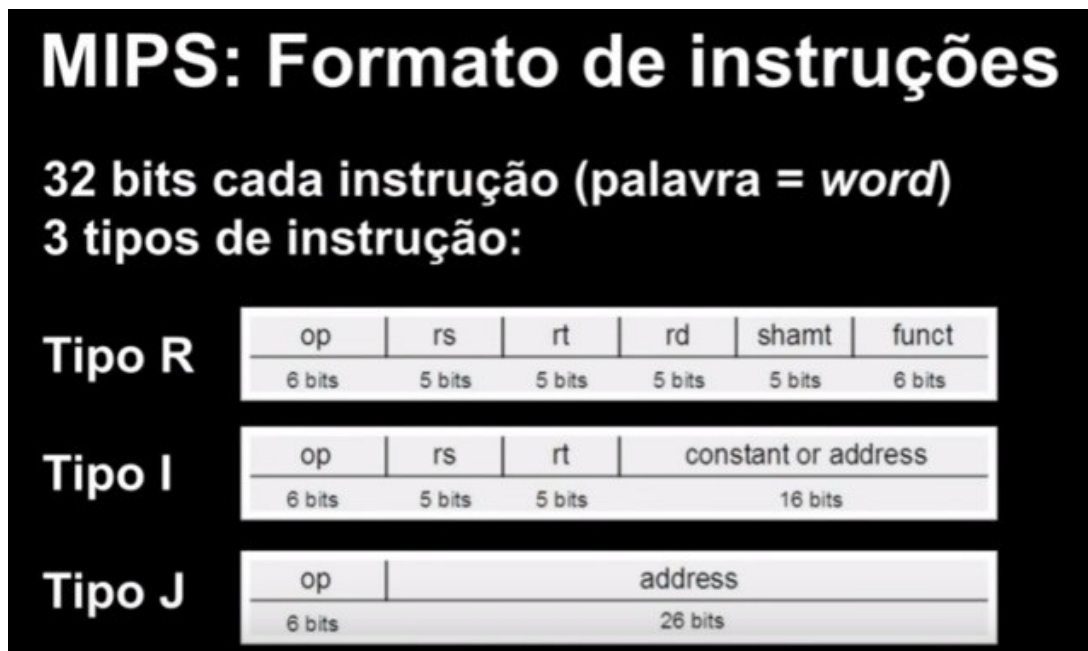 MIPS: Formato de instruções
32 bits cada instrução (palavra = word)
3 tipos de instrução:
Tipo R
op rs rt rd shamt funct
6 bits 5 bits 5 bits 5 bits 5 bits 6 bits
Tipo I
op rs rt constant or address
6 bits 5 bits 5 bits 16 bits
Tipo J
op address
6 bits 26 bits